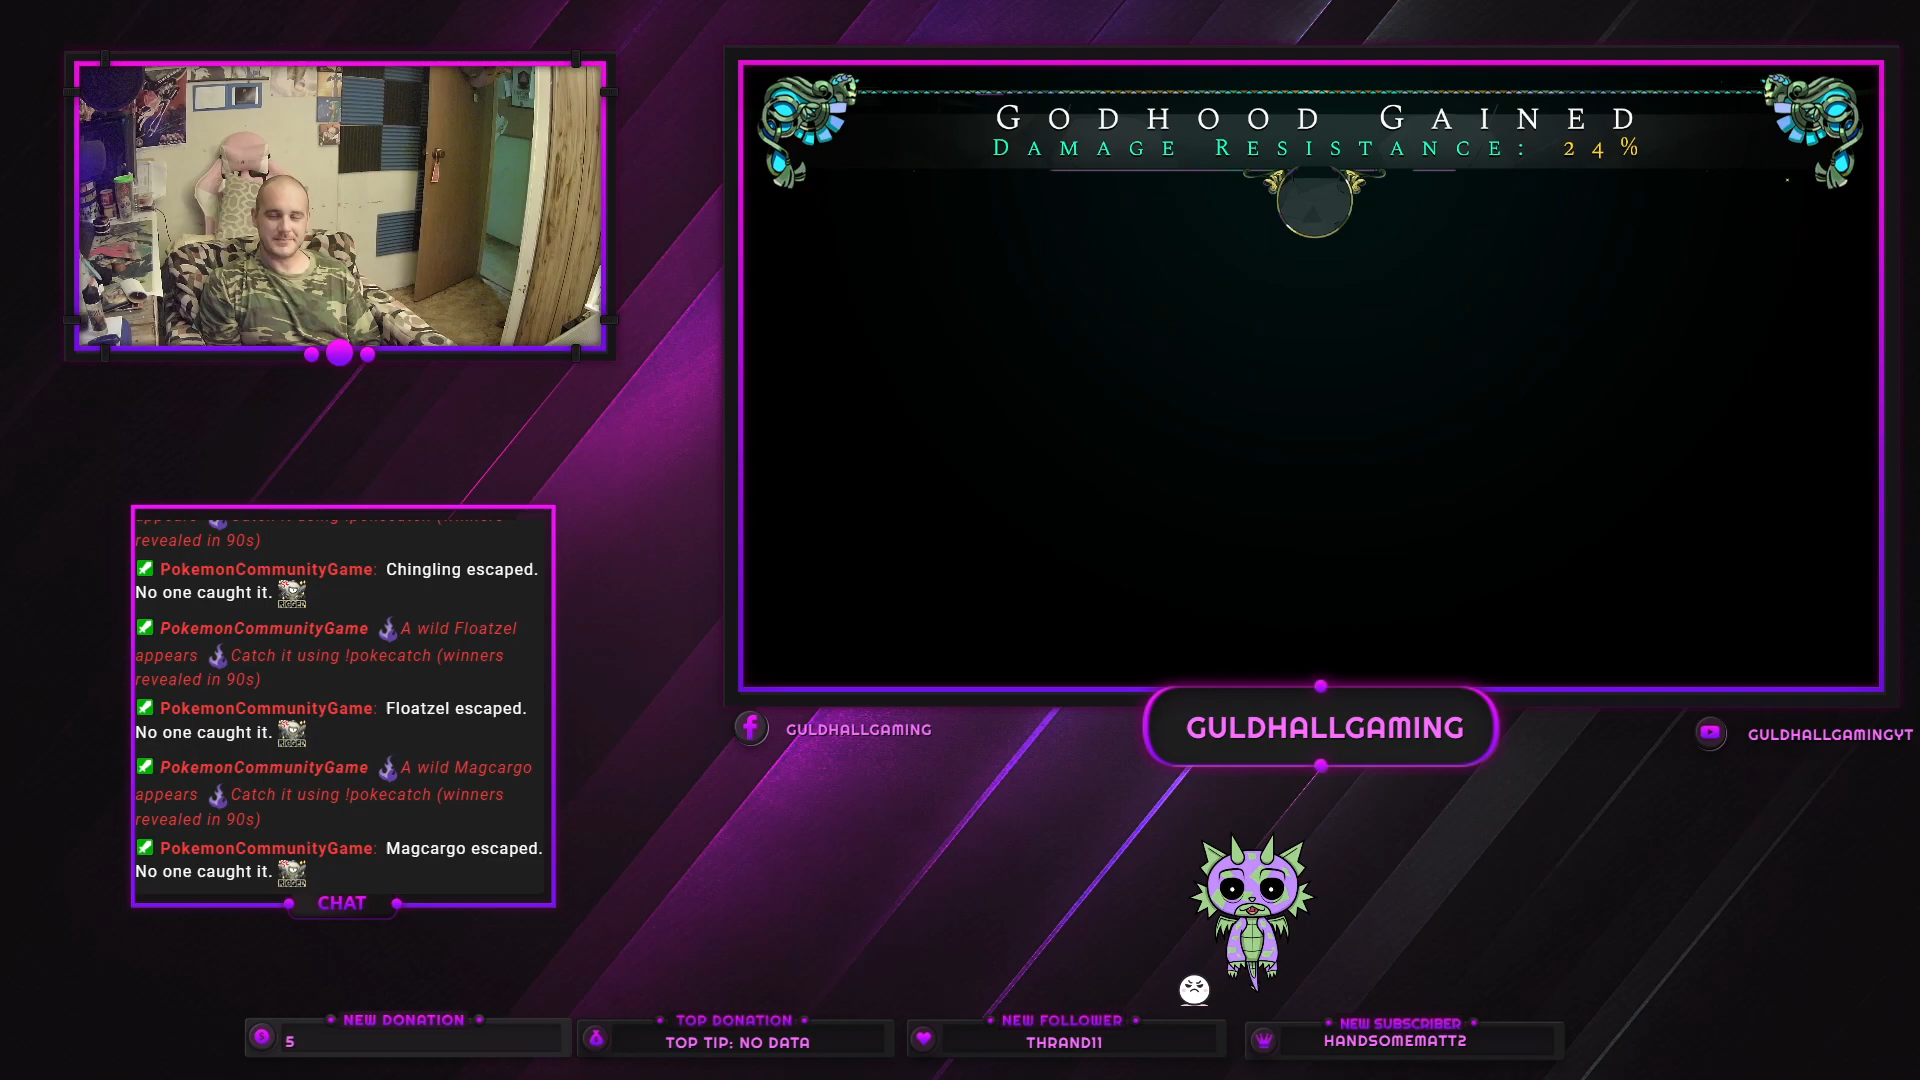 GODHOOD GAINED
DAMAGE RESISTANCE: 24%
revealed in 90s)
PokemonCommunityGame: Chingling escaped.
No one caught it.
PokemonCommunityGame A wild Floatzel
appears Catch it using !pokecatch (winners
revealed in 90s)
PokemonCommunityGame: Floatzel escaped.
No one caught it.
PokemonCommunityGame A wild Magcargo
appears Catch it using !pokecatch (winners
revealed in 90s)
PokemonCommunityGame: Magcargo escaped.
No one caught it.
CHAT
GULDHALLGAMING
GULDHALLGAMING
GULDHALLGAMINGYT
NEW DONATION
5
TOP DONATION
TOP TIP: NO DATA
NEW FOLLOWER
THRAND11
NEW SUBSCRIBER
HANDSOMEMATT2